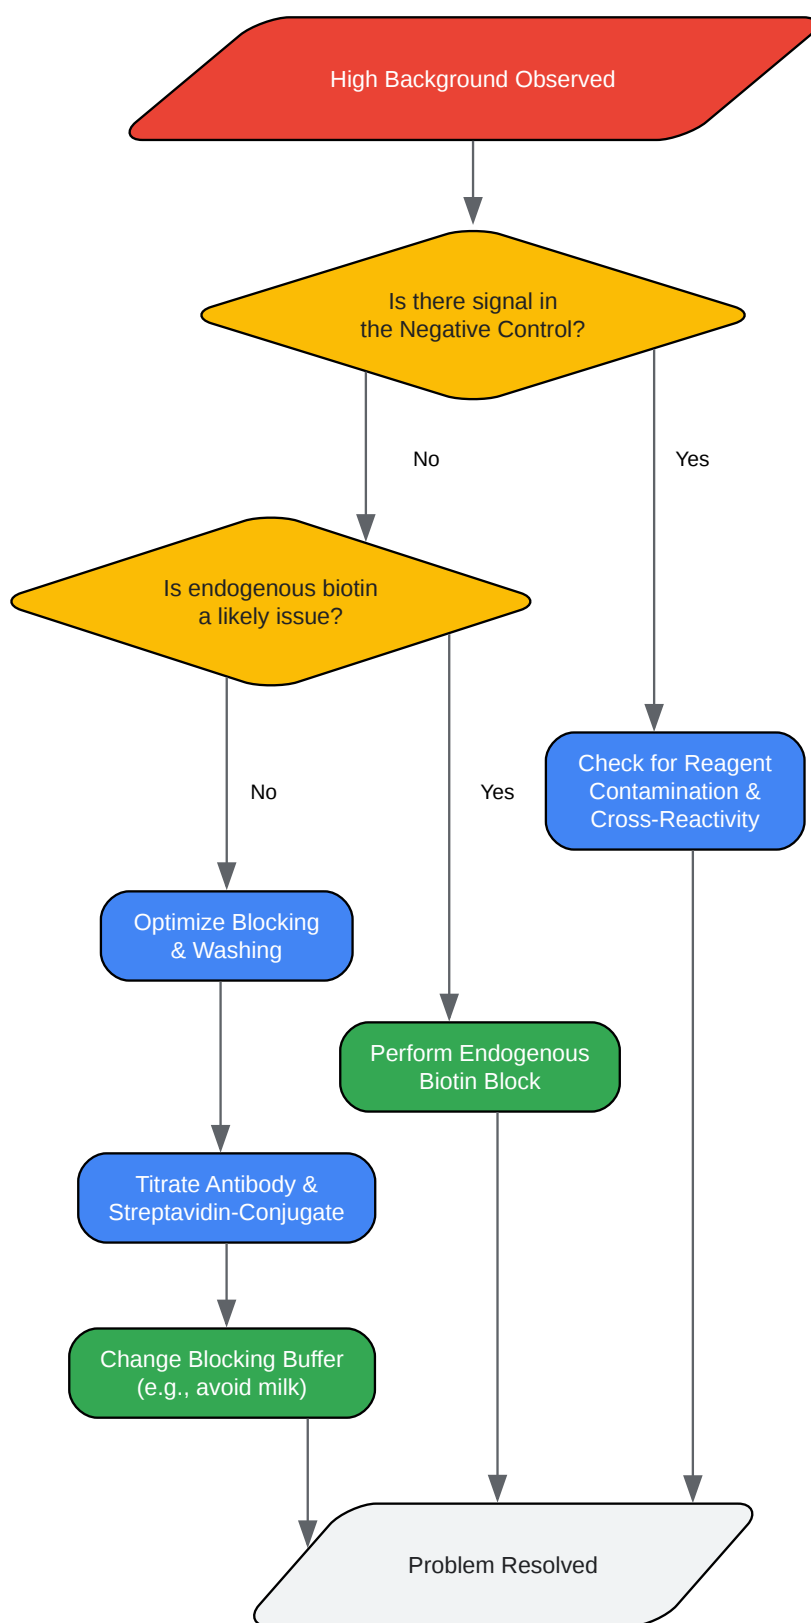 High Background Observed
Is there signal in
the Negative Control?
No
Yes
Is endogenous biotin
a likely issue?
No
Yes
Check for Reagent
Contamination &
Cross-Reactivity
Optimize Blocking
& Washing
Perform Endogenous
Biotin Block
Titrate Antibody &
Streptavidin-Conjugate
Change Blocking Buffer
(e.g., avoid milk)
Problem Resolved